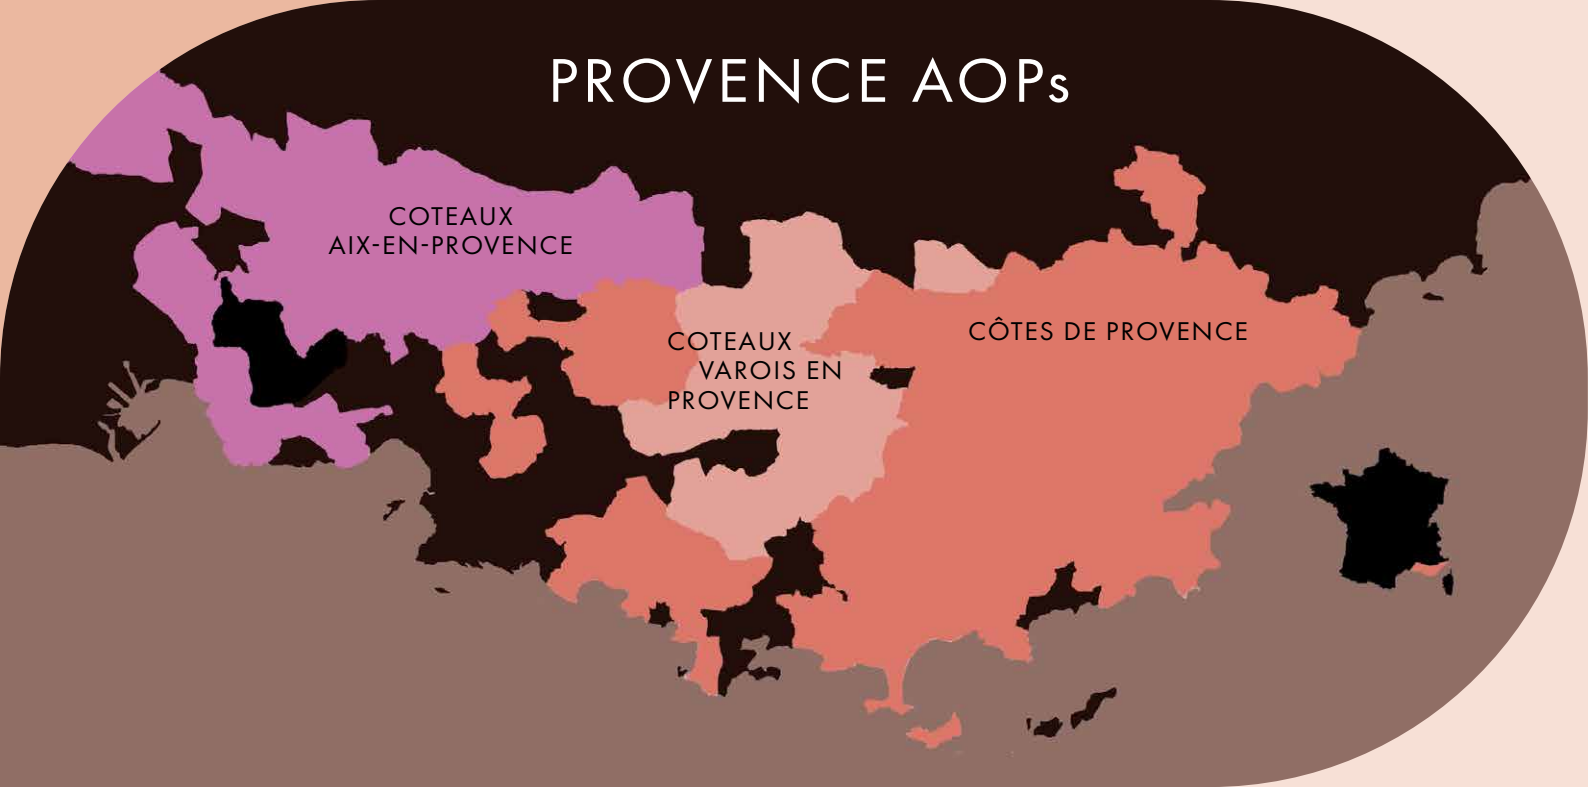 PROVENCE AOPs
COTEAUX
AIX-EN-PROVENCE
COTEAUX
VAROIS EN
PROVENCE
CÔTES DE PROVENCE